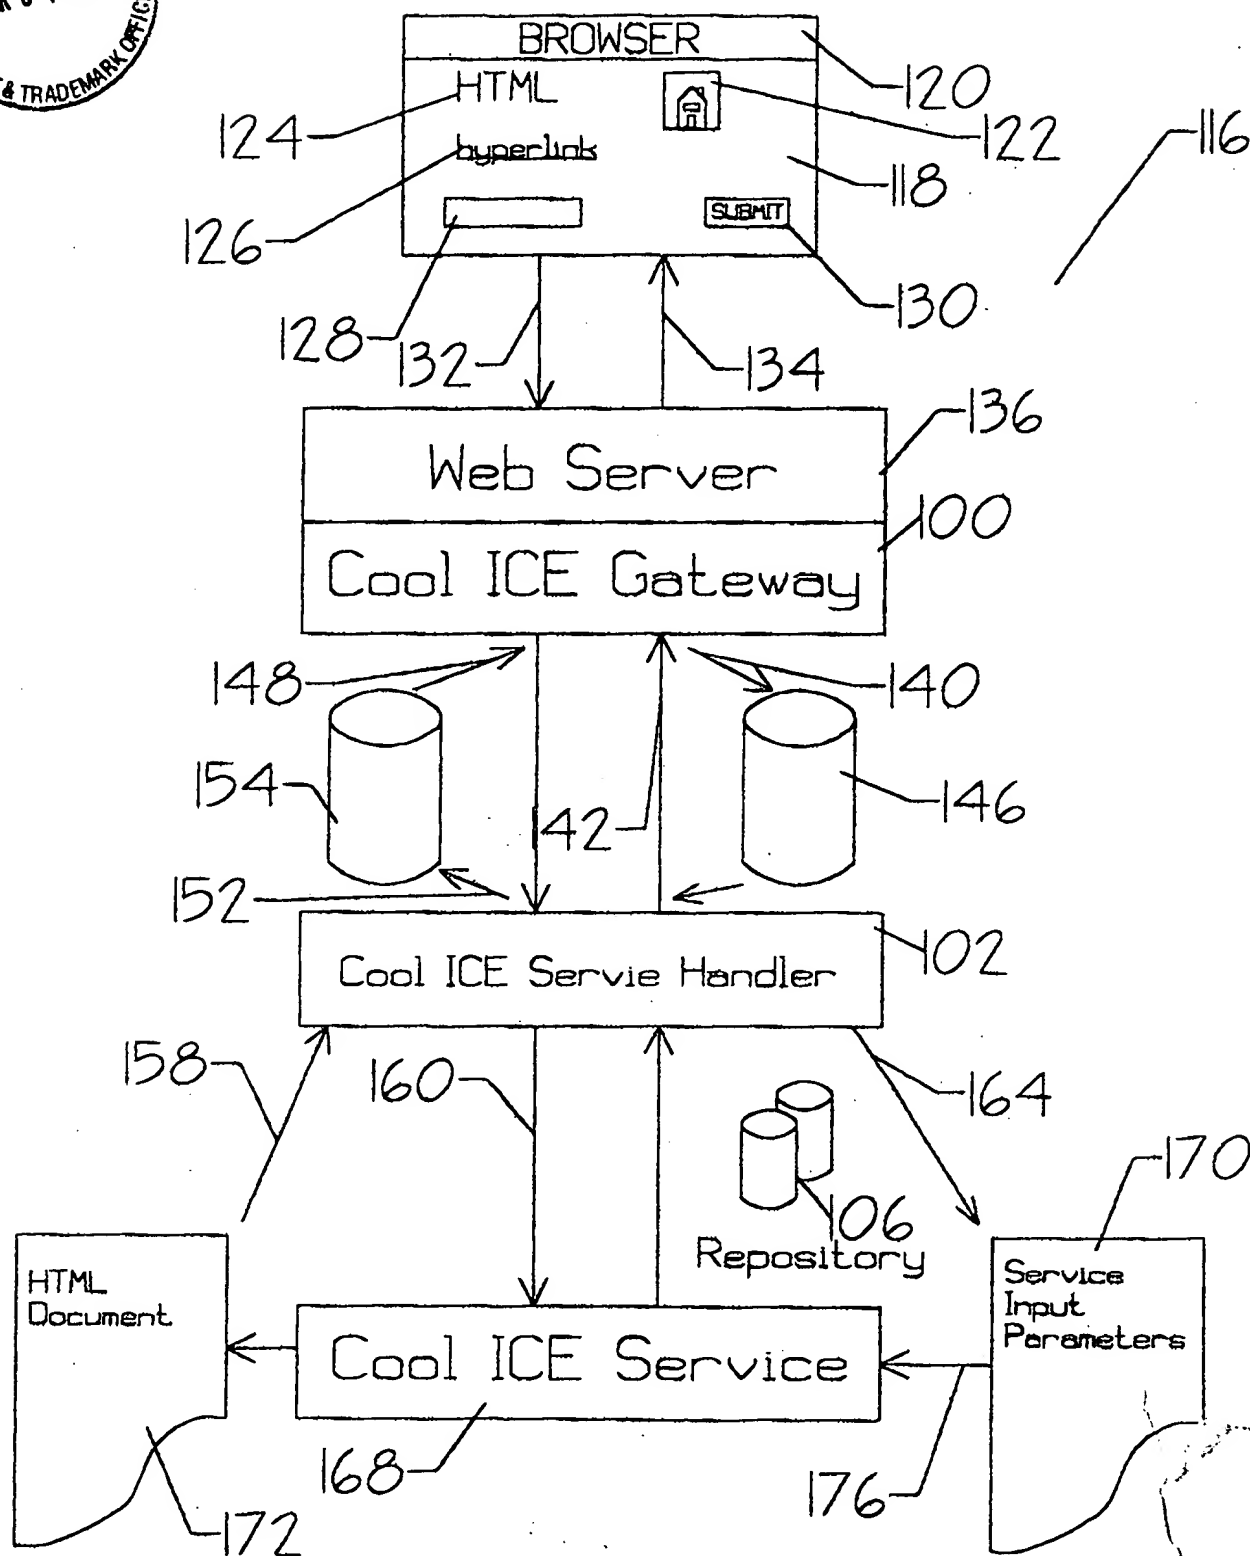 & TRADEMARK OFFIC
BROWSER
HTML
120
124
122
116
hyperlink
118
SUBMIT
126
130
128
132
134
136
Web Server
100
Cool ICE Gateway
148
140
154
146
142
152
102
Cool ICE Servie Handler
158
160
164
170
106
Repository
HTML
Document
Service
Input
Parameters
Cool ICE Service
168
176
172